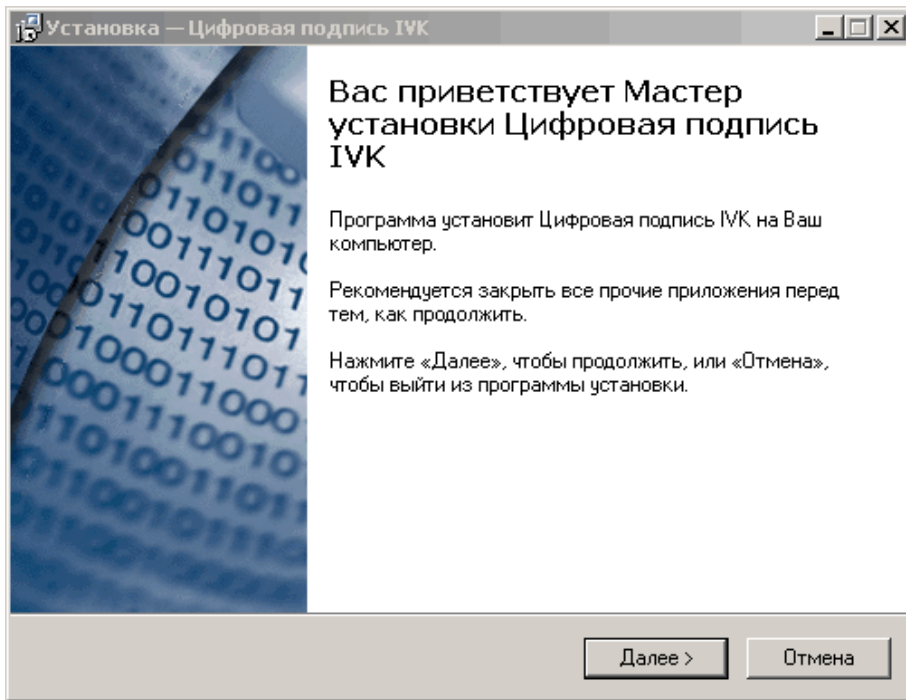 Установка — Цифровая подпись IVK
Вас приветствует Мастер
установки Цифровая подпись
IVK
Программа установит Цифровая подпись IVK на Ваш
компьютер.
Рекомендуется закрыть все прочие приложения перед
тем, как продолжить.
Нажмите «Далее», чтобы продолжить, или «Отмена»,
чтобы выйти из программы установки.
Далее >
Отмена